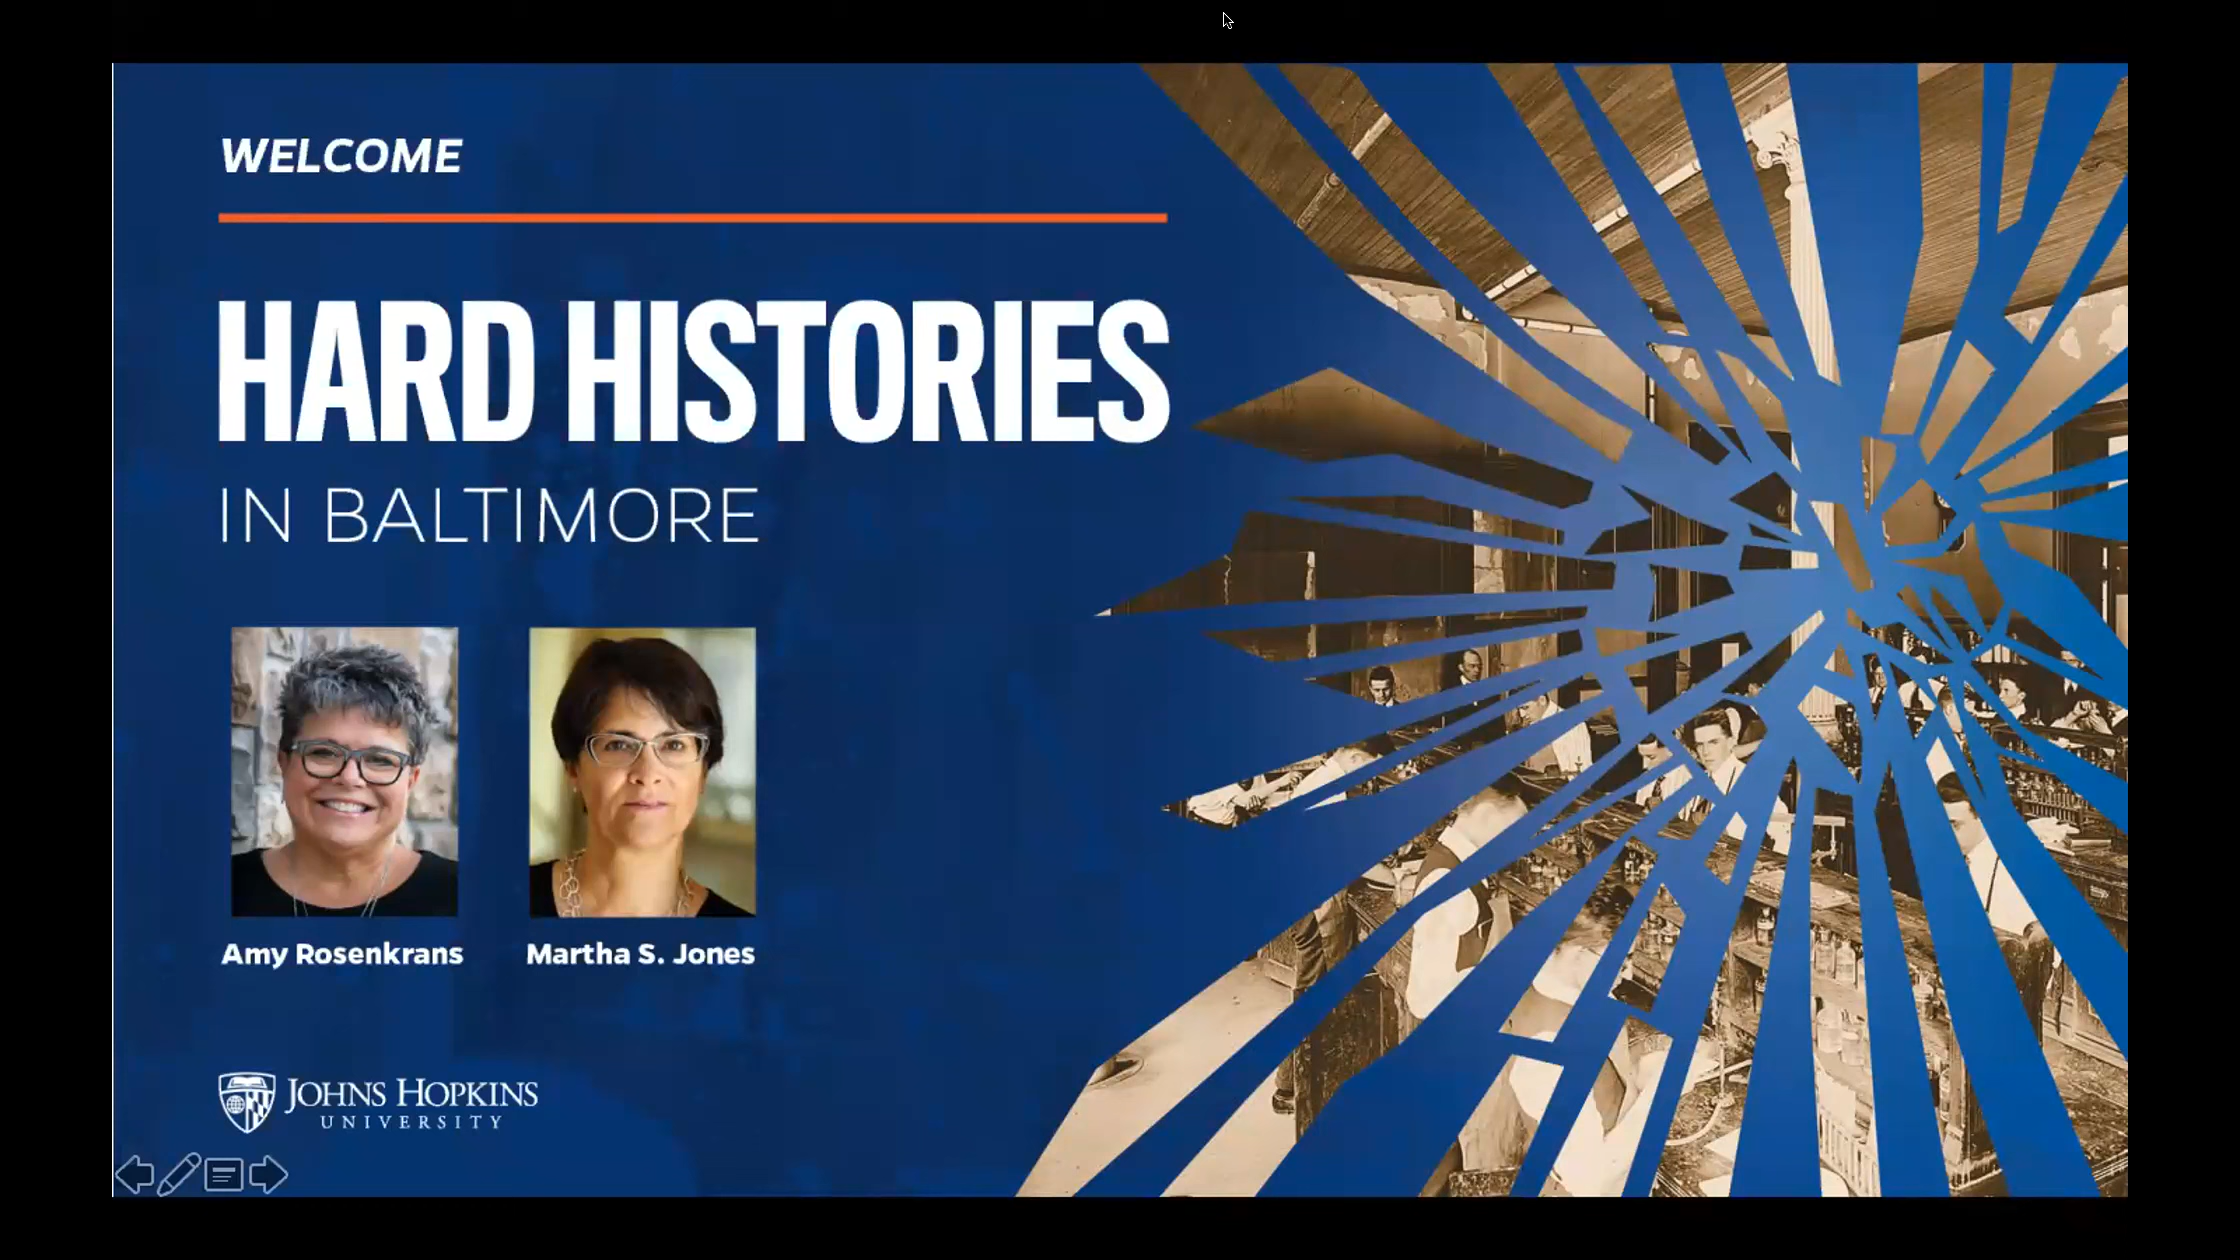 WELCOME
HARD HISTORIES
IN BALTIMORE
Amy Rosenkrans
Martha S. Jones
JOHNS HOPKINS
UNIVERSITY